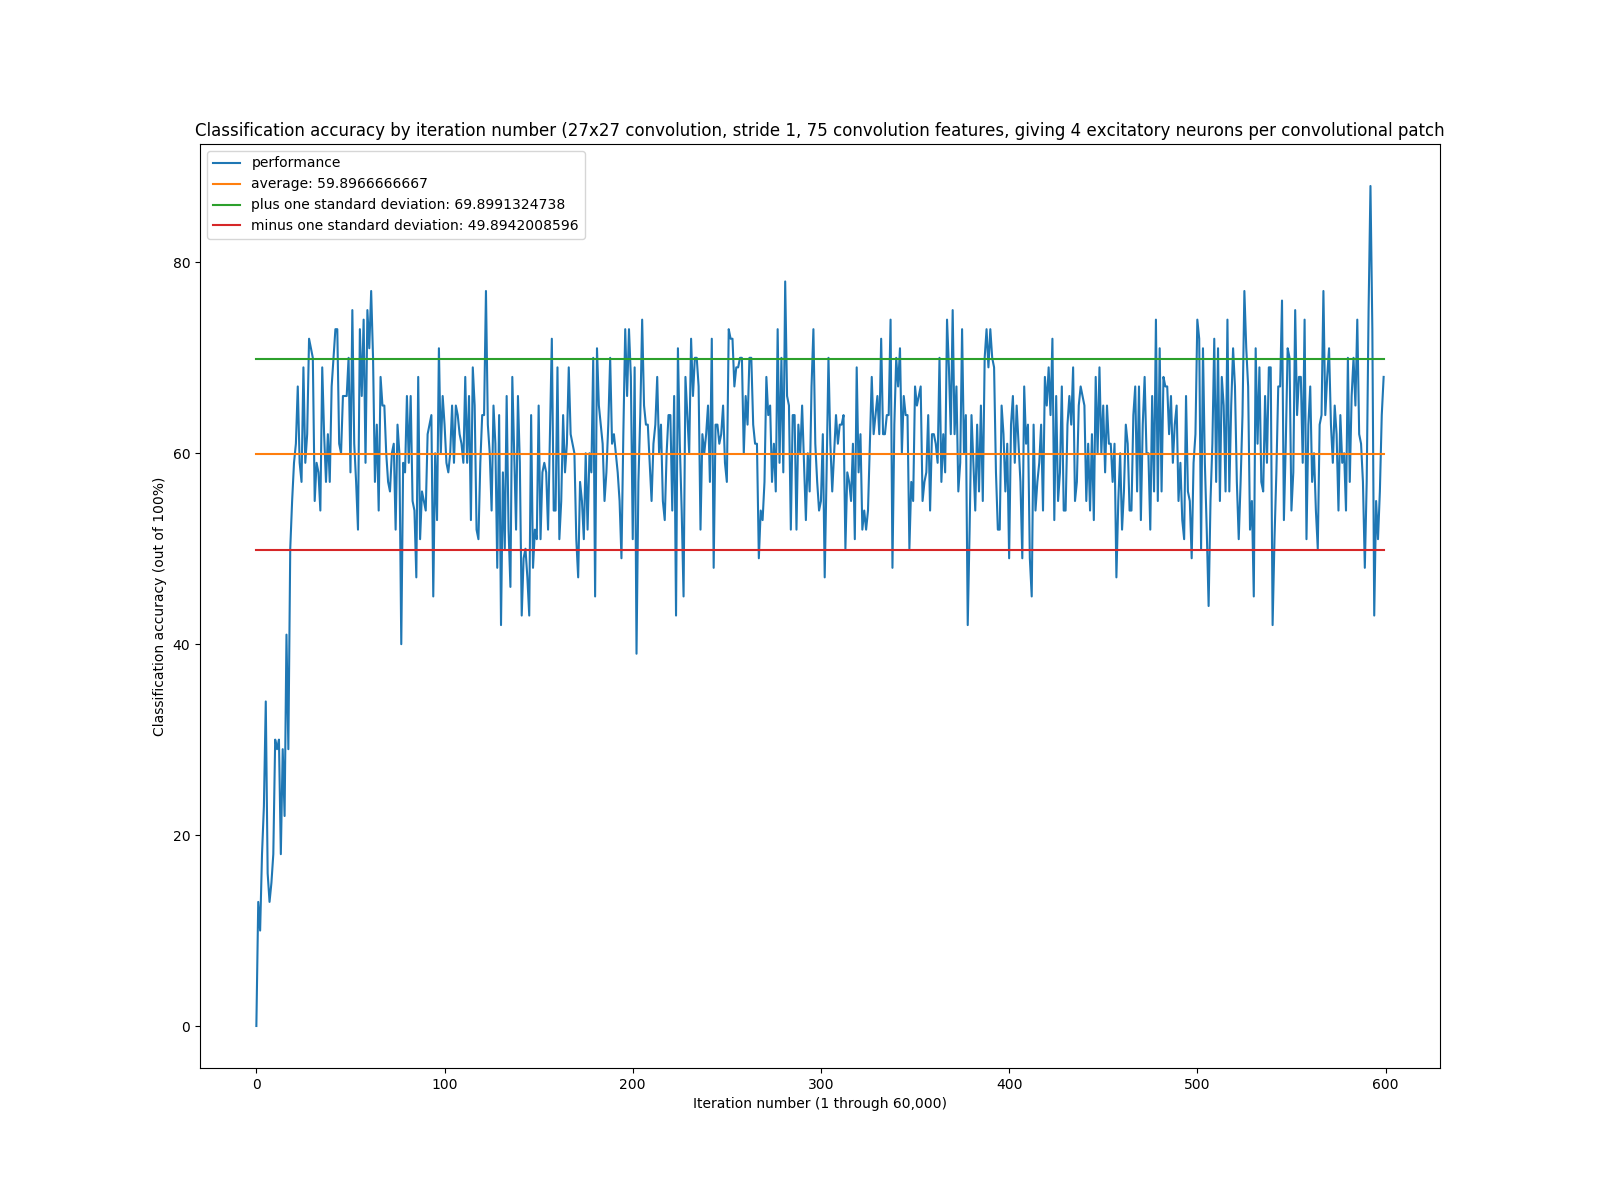 Classification accuracy by iteration number (27x27 convolution, stride 1, 75 convolution features, giving 4 excitatory neurons per convolutional patch
performance
average: 59.8966666667
plus one standard deviation: 69.8991324738
minus one standard deviation: 49.8942008596
Classification accuracy (out of 100%)
80
60
40
20
0
0 100 200 300 400 500 600
Iteration number (1 through 60,000)